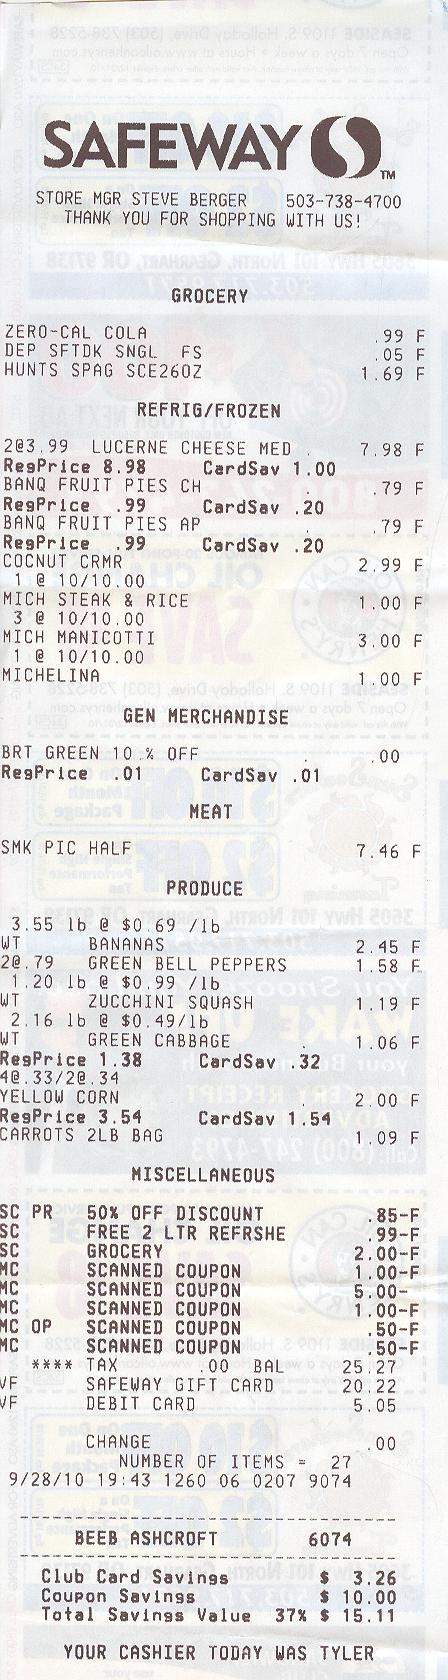 SAFEWAY TM
STORE MGR STEVE BERGER 503-738-4700
THANK YOU FOR SHOPPING WITH US!
GROCERY
ZERO-CAL COLA .99 F
DEP SFTDK SNGL FS .05 F
HUNTS SPAG SCE26OZ 1.69 F
REFRIG/FROZEN
2@3.99 LUCERNE CHEESE MED 7.98 F
RegPrice 8.98 CardSav 1.00
BANQ FRUIT PIES CH .79 F
RegPrice .99 CardSav .20
BANQ FRUIT PIES AP .79 F
RegPrice .99 CardSav .20
COCNUT CRMR 2.99 F
1 @ 10/10.00
MICH STEAK & RICE 1.00 F
3 @ 10/10.00
MICH MANICOTTI 3.00 F
1 @ 10/10.00
MICHELINA 1.00 F
GEN MERCHANDISE
BRT GREEN 10 % OFF .00
RegPrice .01 CardSav .01
MEAT
SMK PIC HALF 7.46 F
PRODUCE
3.55 lb @ $0.69 /lb
WT BANANAS 2.45 F
2@.79 GREEN BELL PEPPERS 1.58 F
1.20 lb @ $0.99 /lb
WT ZUCCHINI SQUASH 1.19 F
2.16 lb @ $0.49/lb
WT GREEN CABBAGE 1.06 F
RegPrice 1.38 CardSav .32
4@.33/2@.34
YELLOW CORN 2.00 F
RegPrice 3.54 CardSav 1.54
CARROTS 2LB BAG 1.09 F
MISCELLANEOUS
SC PR 50% OFF DISCOUNT .85-F
SC FREE 2 LTR REFRSHE .99-F
SC GROCERY 2.00-F
MC SCANNED COUPON 1.00-F
MC SCANNED COUPON 5.00-
MC SCANNED COUPON 1.00-F
MC OP SCANNED COUPON .50-F
MC SCANNED COUPON .50-F
**** TAX .00 BAL 25.27
VF SAFEWAY GIFT CARD 20.22
VF DEBIT CARD 5.05
CHANGE .00
NUMBER OF ITEMS = 27
9/28/10 19:43 1260 06 0207 9074
BEEB ASHCROFT 6074
Club Card Savings $ 3.26
Coupon Savings $ 10.00
Total Savings Value 37% $ 15.11
YOUR CASHIER TODAY WAS TYLER